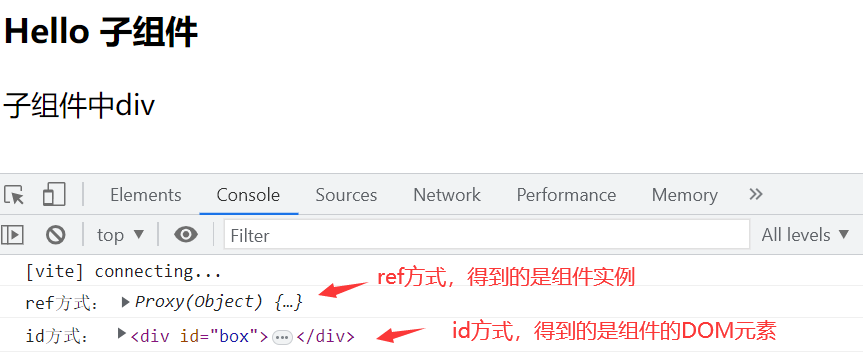 Hello 子组件
子组件中div
Elements Console Sources Network Performance Memory »
top ▼ Filter All levels ▼
[vite] connecting...
ref方式，得到的是组件实例
ref方式： ▶Proxy(Object) {…}
id方式： ▶<div id="box">…</div>
id方式，得到的是组件的DOM元素